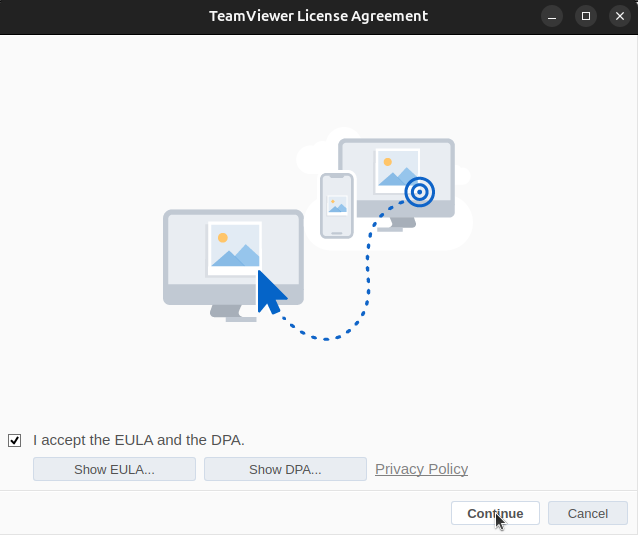 TeamViewer License Agreement
I accept the EULA and the DPA.
Show EULA... Show DPA... Privacy Policy
Continue Cancel